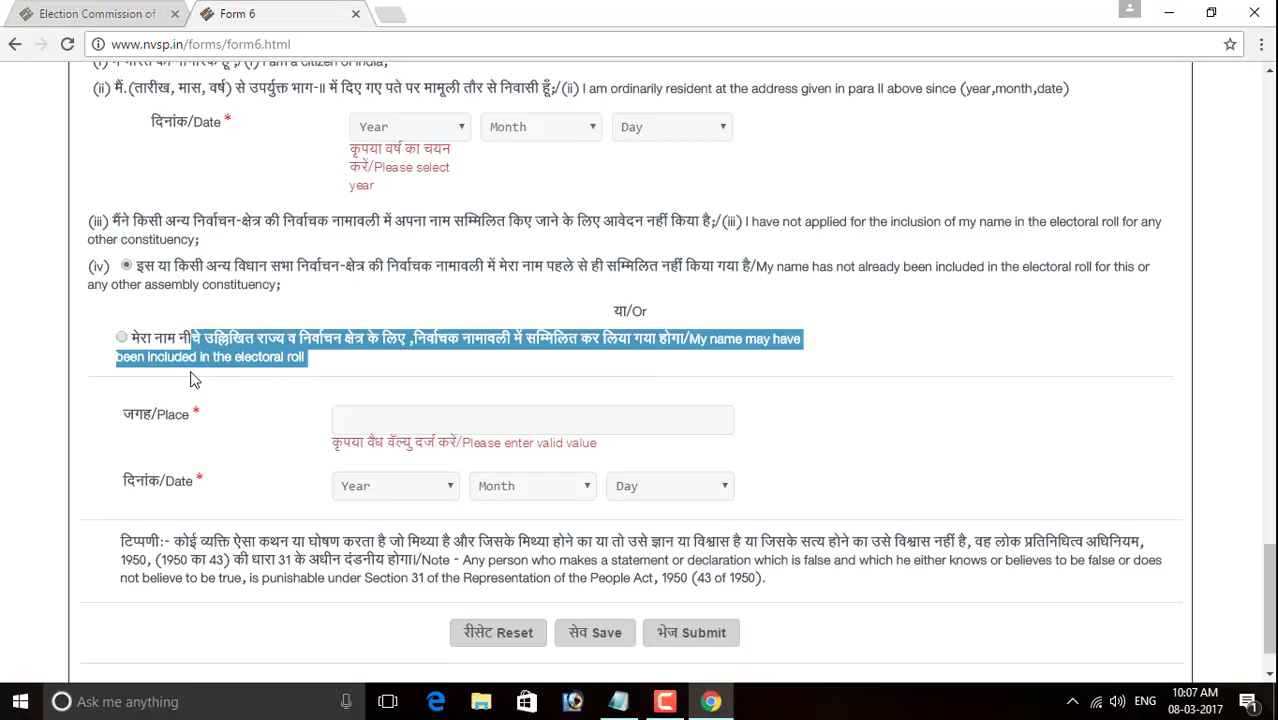 Election Commission of
Form 6
www.nvsp.in/forms/form6.html
(i) मैं भारत का नागरिक हूँ ;/ (i) I am a citizen of India;
(ii) मैं.(तारीख, मास, वर्ष) से उपर्युक्त भाग-II में दिए गए पते पर मामूली तौर से निवासी हूँ;/(ii) I am ordinarily resident at the address given in para II above since (year,month,date)
दिनांक/Date *
Year Month Day
कृपया वर्ष का चयन
करें/Please select
year
(iii) मैंने किसी अन्य निर्वाचन-क्षेत्र की निर्वाचक नामावली में अपना नाम सम्मिलित किए जाने के लिए आवेदन नहीं किया है;/(iii) I have not applied for the inclusion of my name in the electoral roll for any
other constituency;
(iv) इस या किसी अन्य विधान सभा निर्वाचन-क्षेत्र की निर्वाचक नामावली में मेरा नाम पहले से ही सम्मिलित नहीं किया गया है/My name has not already been included in the electoral roll for this or
any other assembly constituency;
या/Or
मेरा नाम नीचे उल्लिखित राज्य व निर्वाचन क्षेत्र के लिए ,निर्वाचक नामावली में सम्मिलित कर लिया गया होगा/My name may have
been included in the electoral roll
जगह/Place *
कृपया वैध वॅल्यु दर्ज करें/Please enter valid value
दिनांक/Date *
Year Month Day
टिप्पणी:- कोई व्यक्ति ऐसा कथन या घोषण करता है जो मिथ्या है और जिसके मिथ्या होने का या तो उसे ज्ञान या विश्वास है या जिसके सत्य होने का उसे विश्वास नहीं है, वह लोक प्रतिनिधित्व अधिनियम,
1950, (1950 का 43) की धारा 31 के अधीन दंडनीय होगा।/Note - Any person who makes a statement or declaration which is false and which he either knows or believes to be false or does
not believe to be true, is punishable under Section 31 of the Representation of the People Act, 1950 (43 of 1950).
रीसेट Reset सेव Save भेज Submit
Ask me anything
ENG
10:07 AM
08-03-2017
1